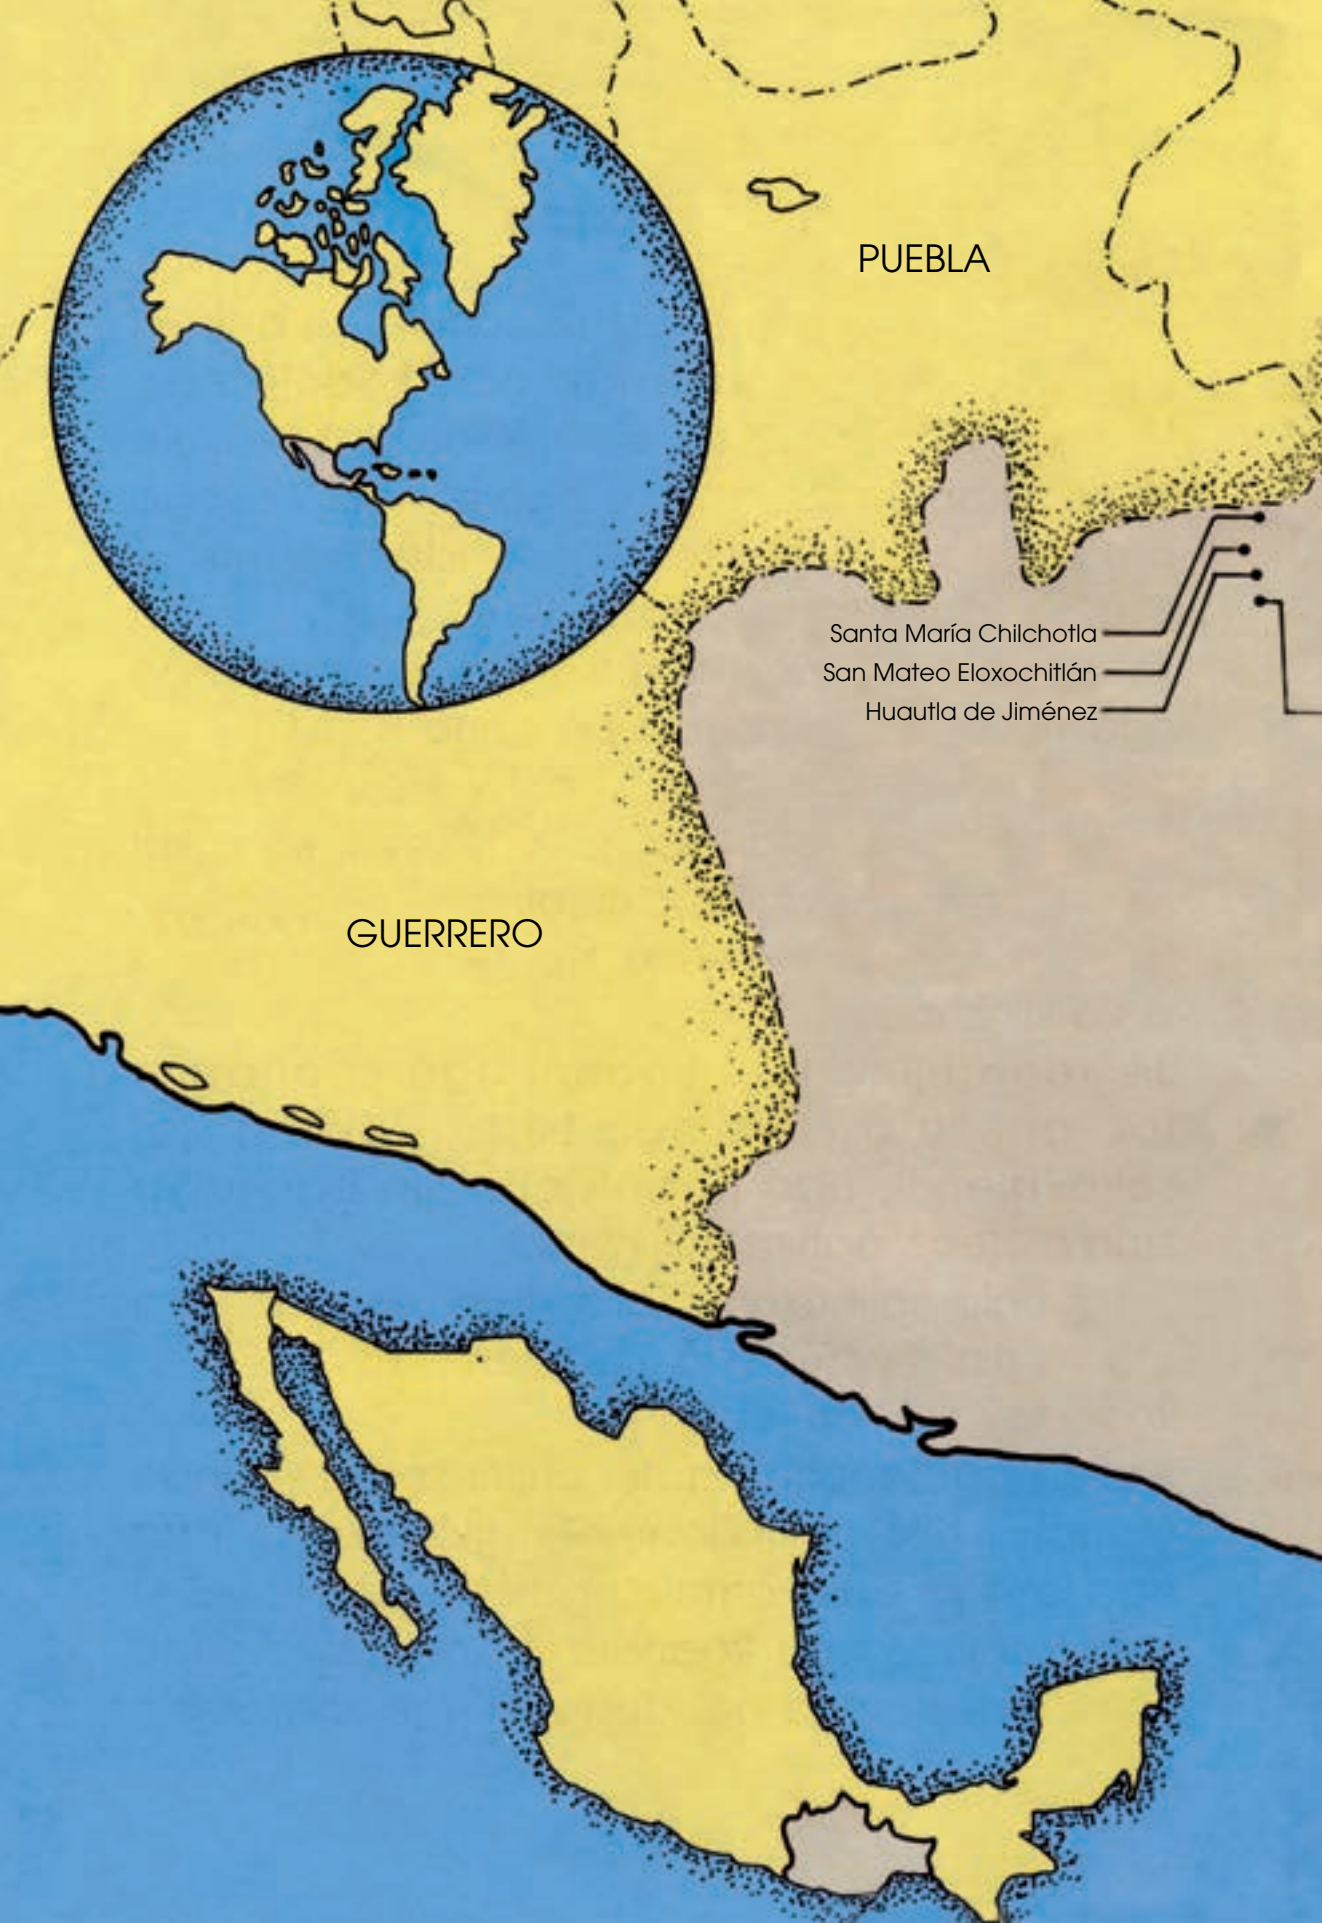 PUEBLA
Santa María Chilchotla
San Mateo Eloxochitlán
Huautla de Jiménez
GUERRERO